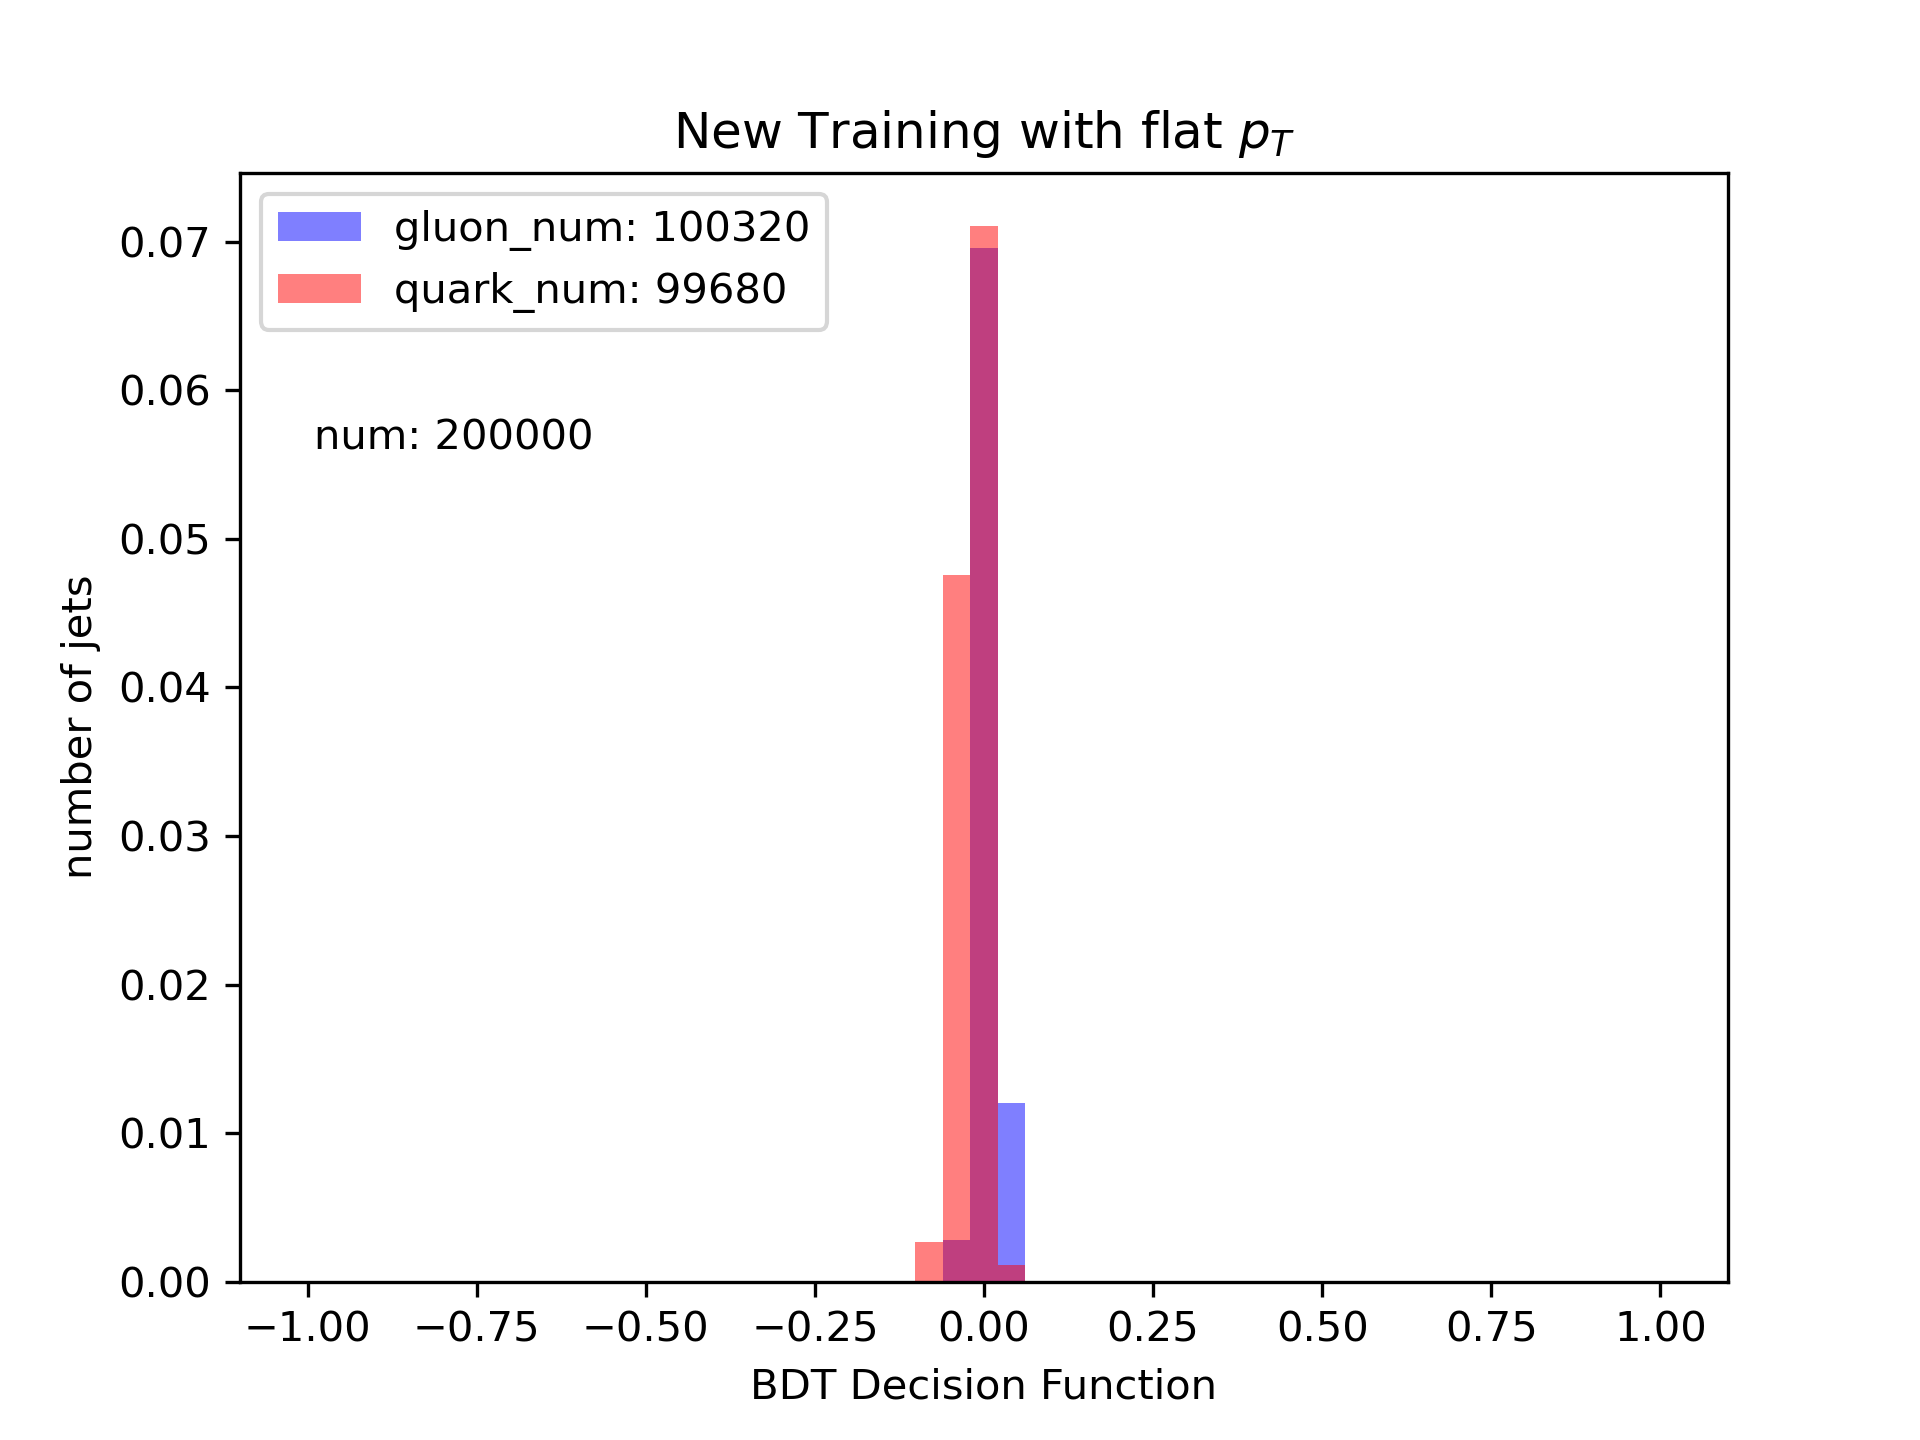 New Training with flat p_T
gluon_num: 100320
quark_num: 99680
num: 200000
number of jets
0.07
0.06
0.05
0.04
0.03
0.02
0.01
0.00
−1.00 −0.75 −0.50 −0.25 0.00 0.25 0.50 0.75 1.00
BDT Decision Function